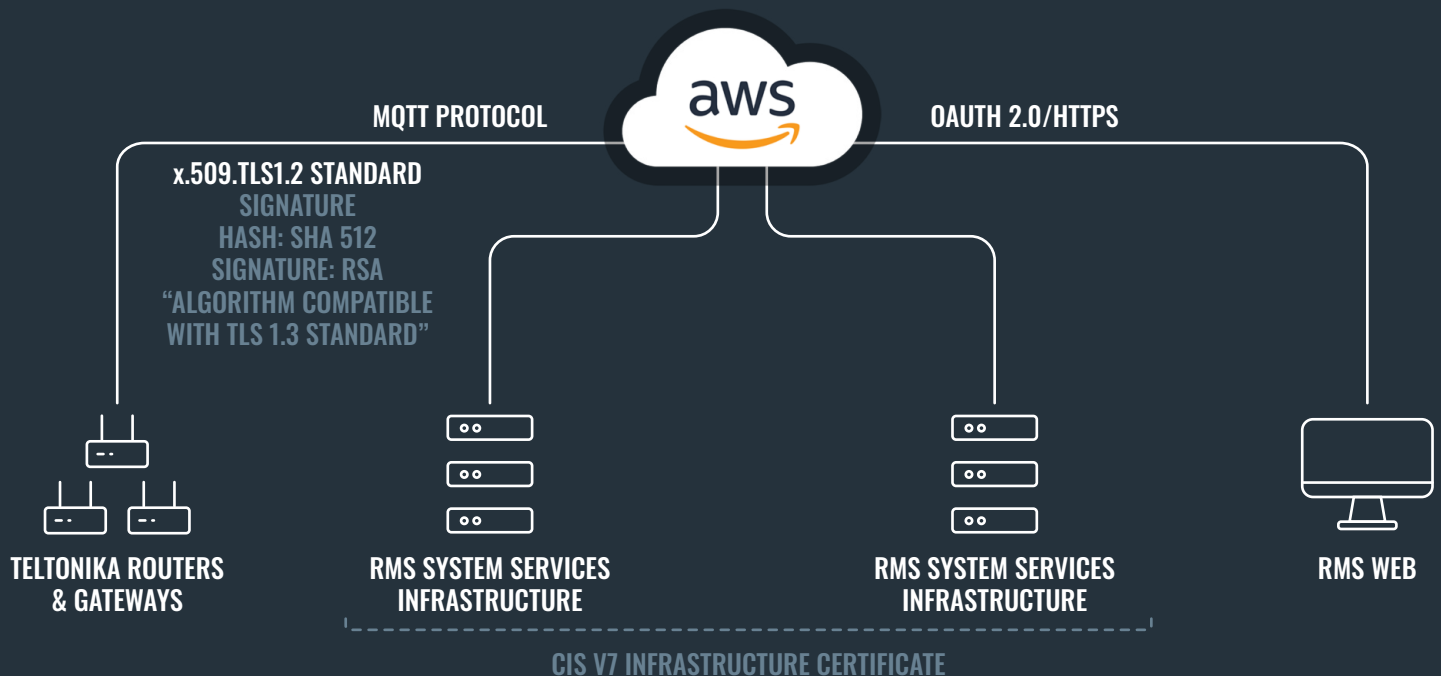 aws
MQTT PROTOCOL
OAUTH 2.0/HTTPS
x.509.TLS1.2 STANDARD
SIGNATURE
HASH: SHA 512
SIGNATURE: RSA
“ALGORITHM COMPATIBLE
WITH TLS 1.3 STANDARD”
TELTONIKA ROUTERS
& GATEWAYS
RMS SYSTEM SERVICES
INFRASTRUCTURE
RMS SYSTEM SERVICES
INFRASTRUCTURE
RMS WEB
CIS V7 INFRASTRUCTURE CERTIFICATE